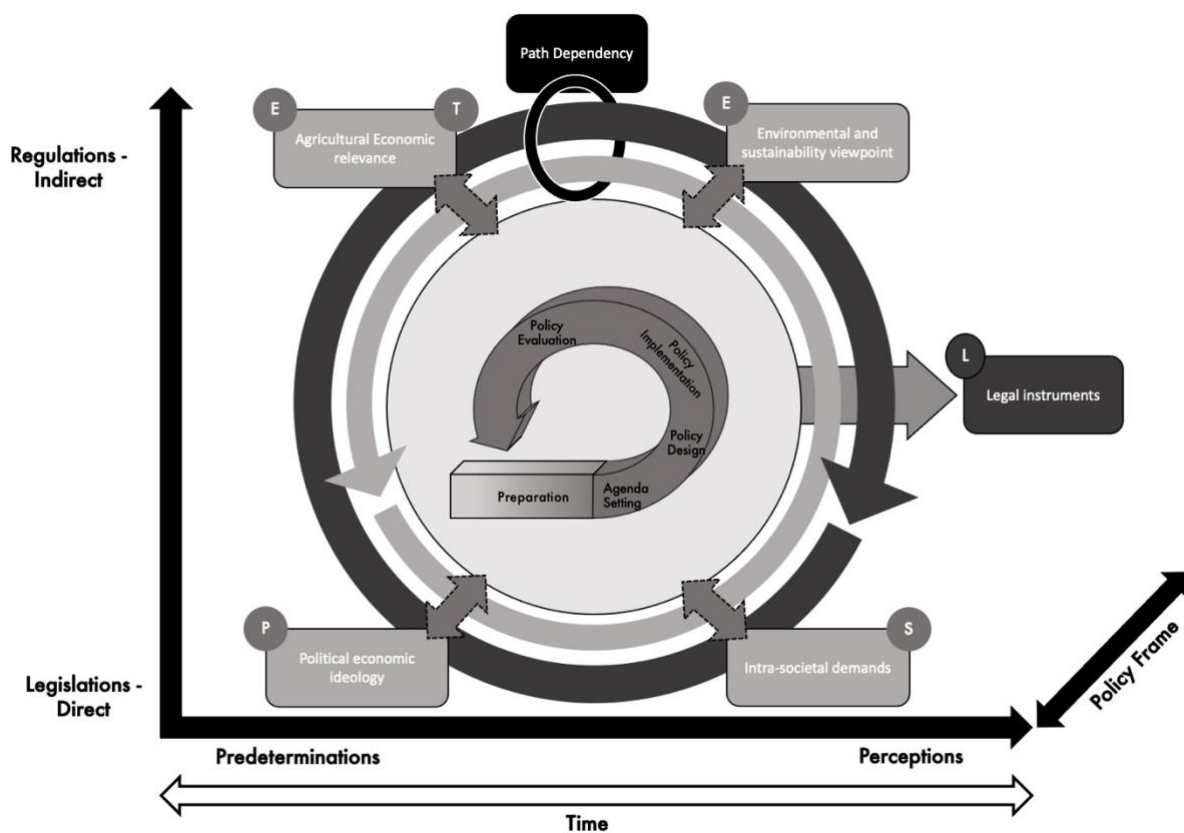 Path Dependency
E
T
E
Agricultural Economic
relevance
Environmental and
sustainability viewpoint
Regulations -
Indirect
Policy
Evaluation
Policy
Implementation
L
Legal instruments
Policy
Design
Preparation
Agenda
Setting
P
S
Political economic
ideology
Intra-societal demands
Legislations -
Direct
Policy Frame
Predeterminations
Perceptions
Time